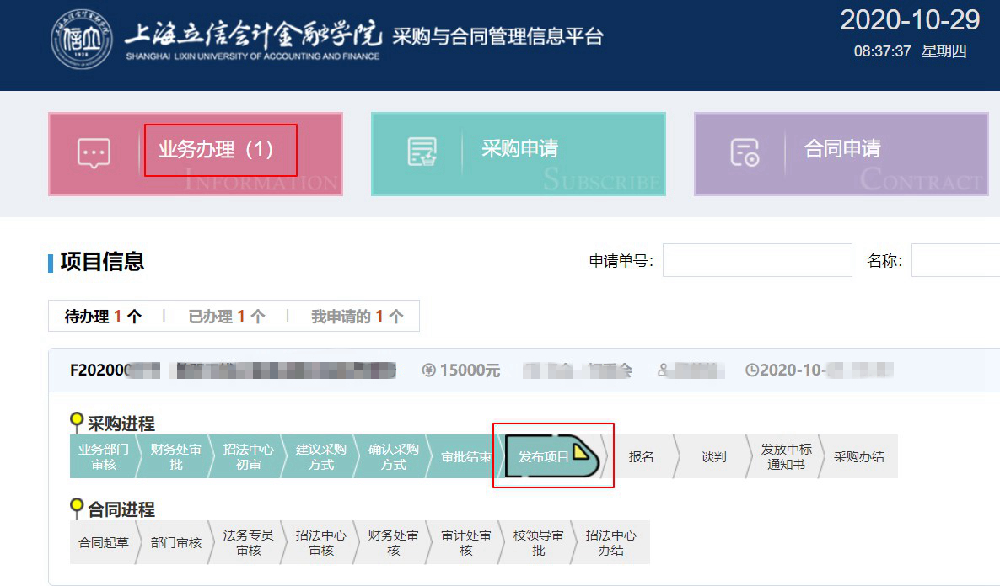 上海立信会计金融学院 采购与合同管理信息平台
SHANGHAI LIXIN UNIVERSITY OF ACCOUNTING AND FINANCE
2020-10-29
08:37:37 星期四
业务办理（1）
INFORMATION
采购申请
SUBSCRIBE
合同申请
CONTRACT
项目信息
申请单号:
名称:
待办理 1 个 | 已办理 1 个 | 我申请的 1 个
F202000 15000元 2020-10-
采购进程
业务部门
审核
财务处审
批
招法中心
初审
建议采购
方式
确认采购
方式
审批结束
发布项目
报名
谈判
发放中标
通知书
采购办结
合同进程
合同起草
部门审核
法务专员
审核
招法中心
审核
财务处审
核
审计处审
核
校领导审
批
招法中心
办结